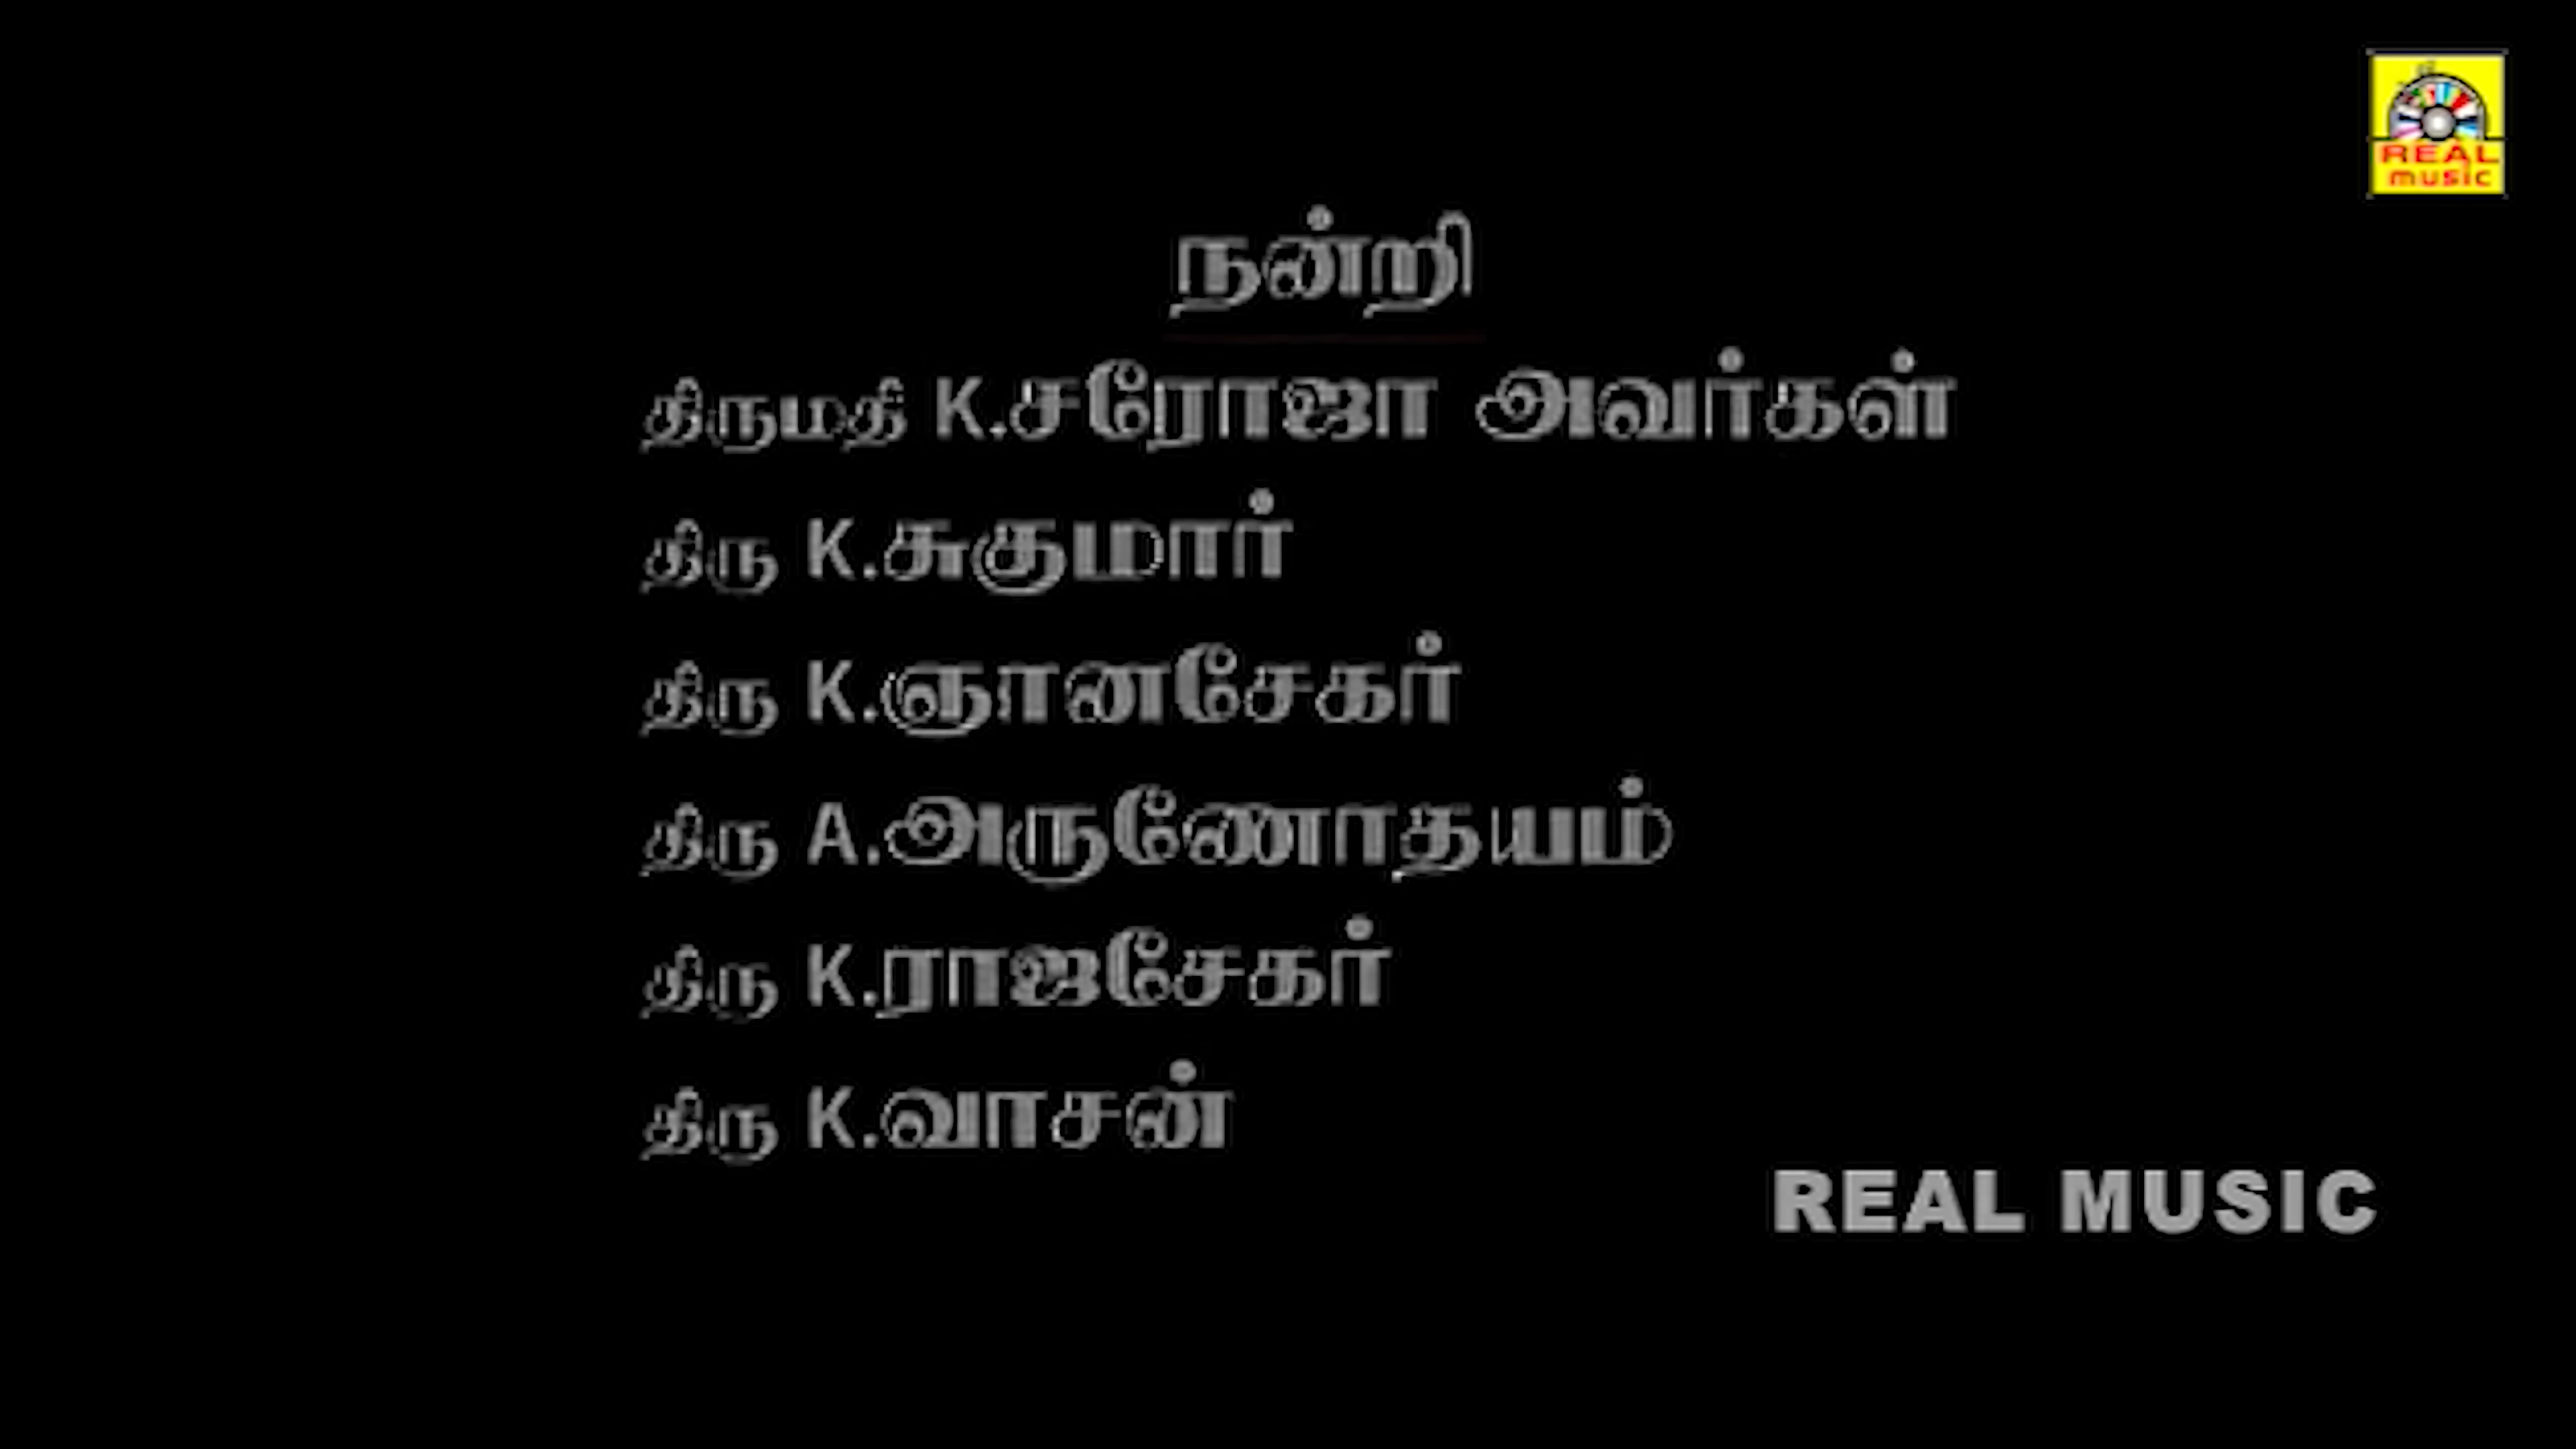 REAL
music
நன்றி
திருமதி K.சரோஜா அவர்கள்
திரு K.சுகுமார்
திரு K.ஞானசேகர்
திரு A.அருணோதயம்
திரு K.ராஜசேகர்
திரு K.வாசன்
REAL MUSIC